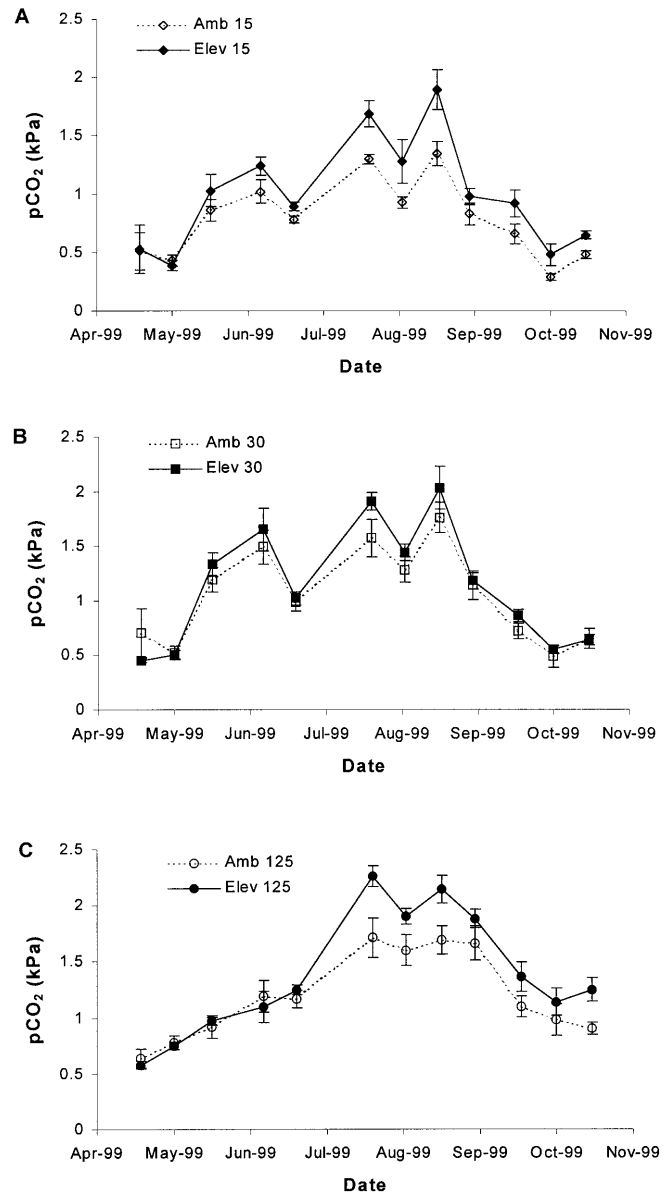 A
Amb 15
Elev 15
2.5
2
1.5
1
0.5
0
pCO₂ (kPa)
Apr-99 May-99 Jun-99 Jul-99 Aug-99 Sep-99 Oct-99 Nov-99
Date
B
Amb 30
Elev 30
2.5
2
1.5
1
0.5
0
pCO₂ (kPa)
Apr-99 May-99 Jun-99 Jul-99 Aug-99 Sep-99 Oct-99 Nov-99
Date
C
Amb 125
Elev 125
2.5
2
1.5
1
0.5
0
pCO₂ (kPa)
Apr-99 May-99 Jun-99 Jul-99 Aug-99 Sep-99 Oct-99 Nov-99
Date